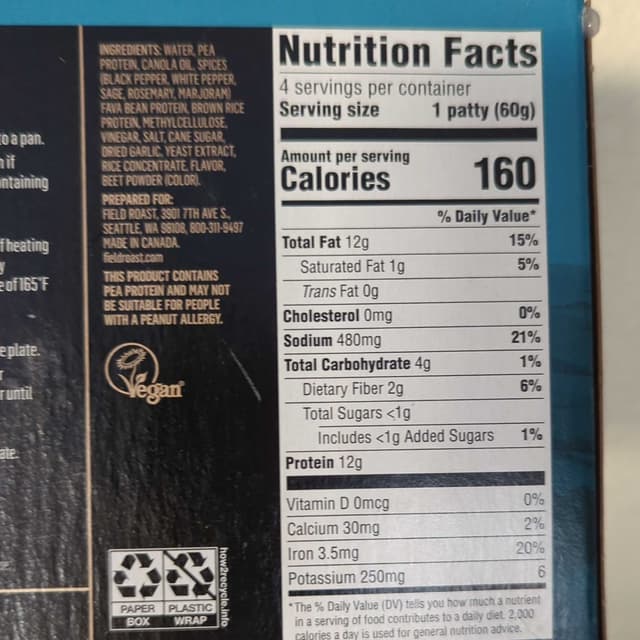 o a pan.
if
ntaining
f heating
y
e of 165°F
e plate.
r
r until
ate.
INGREDIENTS: WATER, PEA
PROTEIN, CANOLA OIL, SPICES
(BLACK PEPPER, WHITE PEPPER,
SAGE, ROSEMARY, MARJORAM)
FAVA BEAN PROTEIN, BROWN RICE
PROTEIN, METHYLCELLULOSE,
VINEGAR, SALT, CANE SUGAR,
DRIED GARLIC, YEAST EXTRACT,
RICE CONCENTRATE, FLAVOR,
BEET POWDER (COLOR).
PREPARED FOR:
FIELD ROAST, 3901 7TH AVE S.,
SEATTLE, WA 98108, 800-311-9497
MADE IN CANADA.
fieldroast.com
THIS PRODUCT CONTAINS
PEA PROTEIN AND MAY NOT
BE SUITABLE FOR PEOPLE
WITH A PEANUT ALLERGY.
Vegan
PAPER
BOX
PLASTIC
WRAP
how2recycle.info
Nutrition Facts
4 servings per container
Serving size 1 patty (60g)
Amount per serving
Calories 160
% Daily Value*
Total Fat 12g 15%
Saturated Fat 1g 5%
Trans Fat 0g
Cholesterol 0mg 0%
Sodium 480mg 21%
Total Carbohydrate 4g 1%
Dietary Fiber 2g 6%
Total Sugars <1g
Includes <1g Added Sugars 1%
Protein 12g
Vitamin D 0mcg 0%
Calcium 30mg 2%
Iron 3.5mg 20%
Potassium 250mg 6
*The % Daily Value (DV) tells you how much a nutrient
in a serving of food contributes to a daily diet. 2,000
calories a day is used for general nutrition advice.